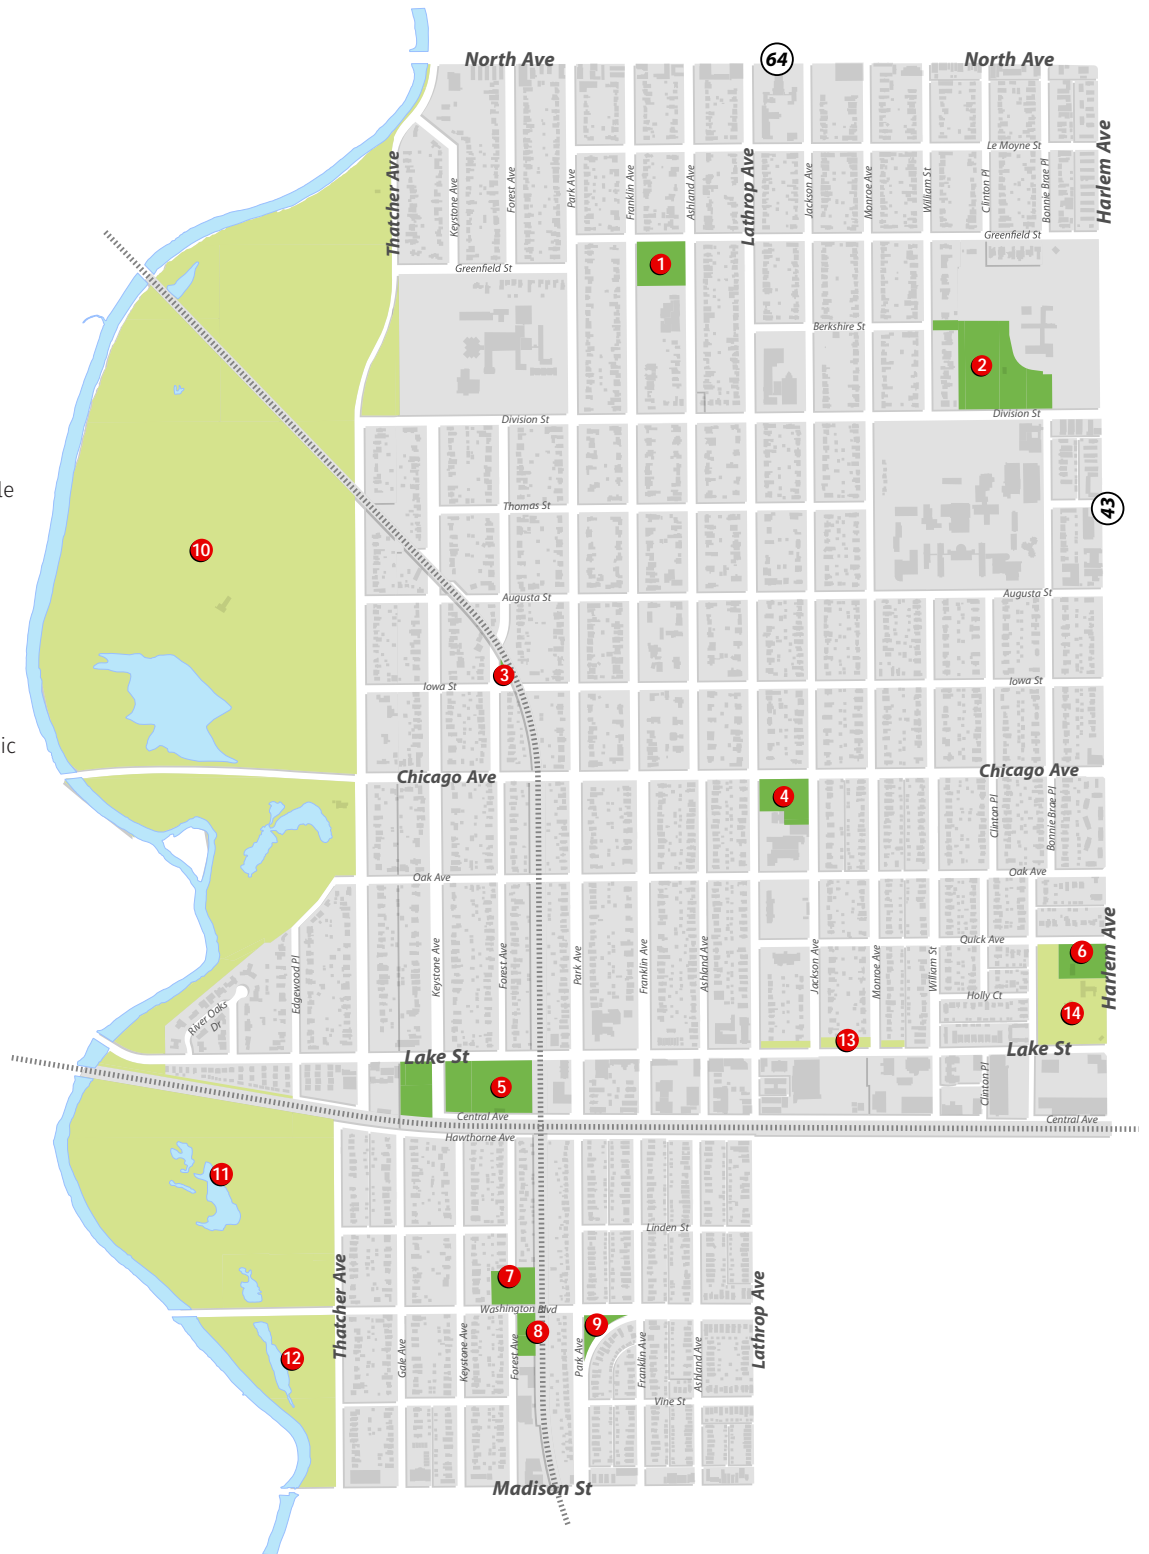 North Ave
64
North Ave
Le Moyne St
Harlem Ave
Thatcher Ave
Keystone Ave
Forest Ave
Park Ave
Franklin Ave
Ashland Ave
Lathrop Ave
Jackson Ave
Monroe Ave
William St
Clinton Pl
Bonnie Brae Pl
Greenfield St
Greenfield St
1
Berkshire St
2
Division St
Division St
le
Thomas St
43
10
Augusta St
Augusta St
3
Iowa St
Iowa St
ic
Chicago Ave
Chicago Ave
4
Clinton Pl
Bonnie Brae Pl
Oak Ave
Oak Ave
Edgewood Pl
Keystone Ave
Forest Ave
Park Ave
Franklin Ave
Ashland Ave
Jackson Ave
Monroe Ave
William St
Quick Ave
6
Harlem Ave
Holly Ct
14
River Oaks
Dr
13
Lake St
Lake St
5
Clinton Pl
Central Ave
Central Ave
Hawthorne Ave
11
Linden St
7
Washington Blvd
Thatcher Ave
8
9
Lathrop Ave
12
Gale Ave
Keystone Ave
Forest Ave
Park Ave
Franklin Ave
Ashland Ave
Vine St
Madison St